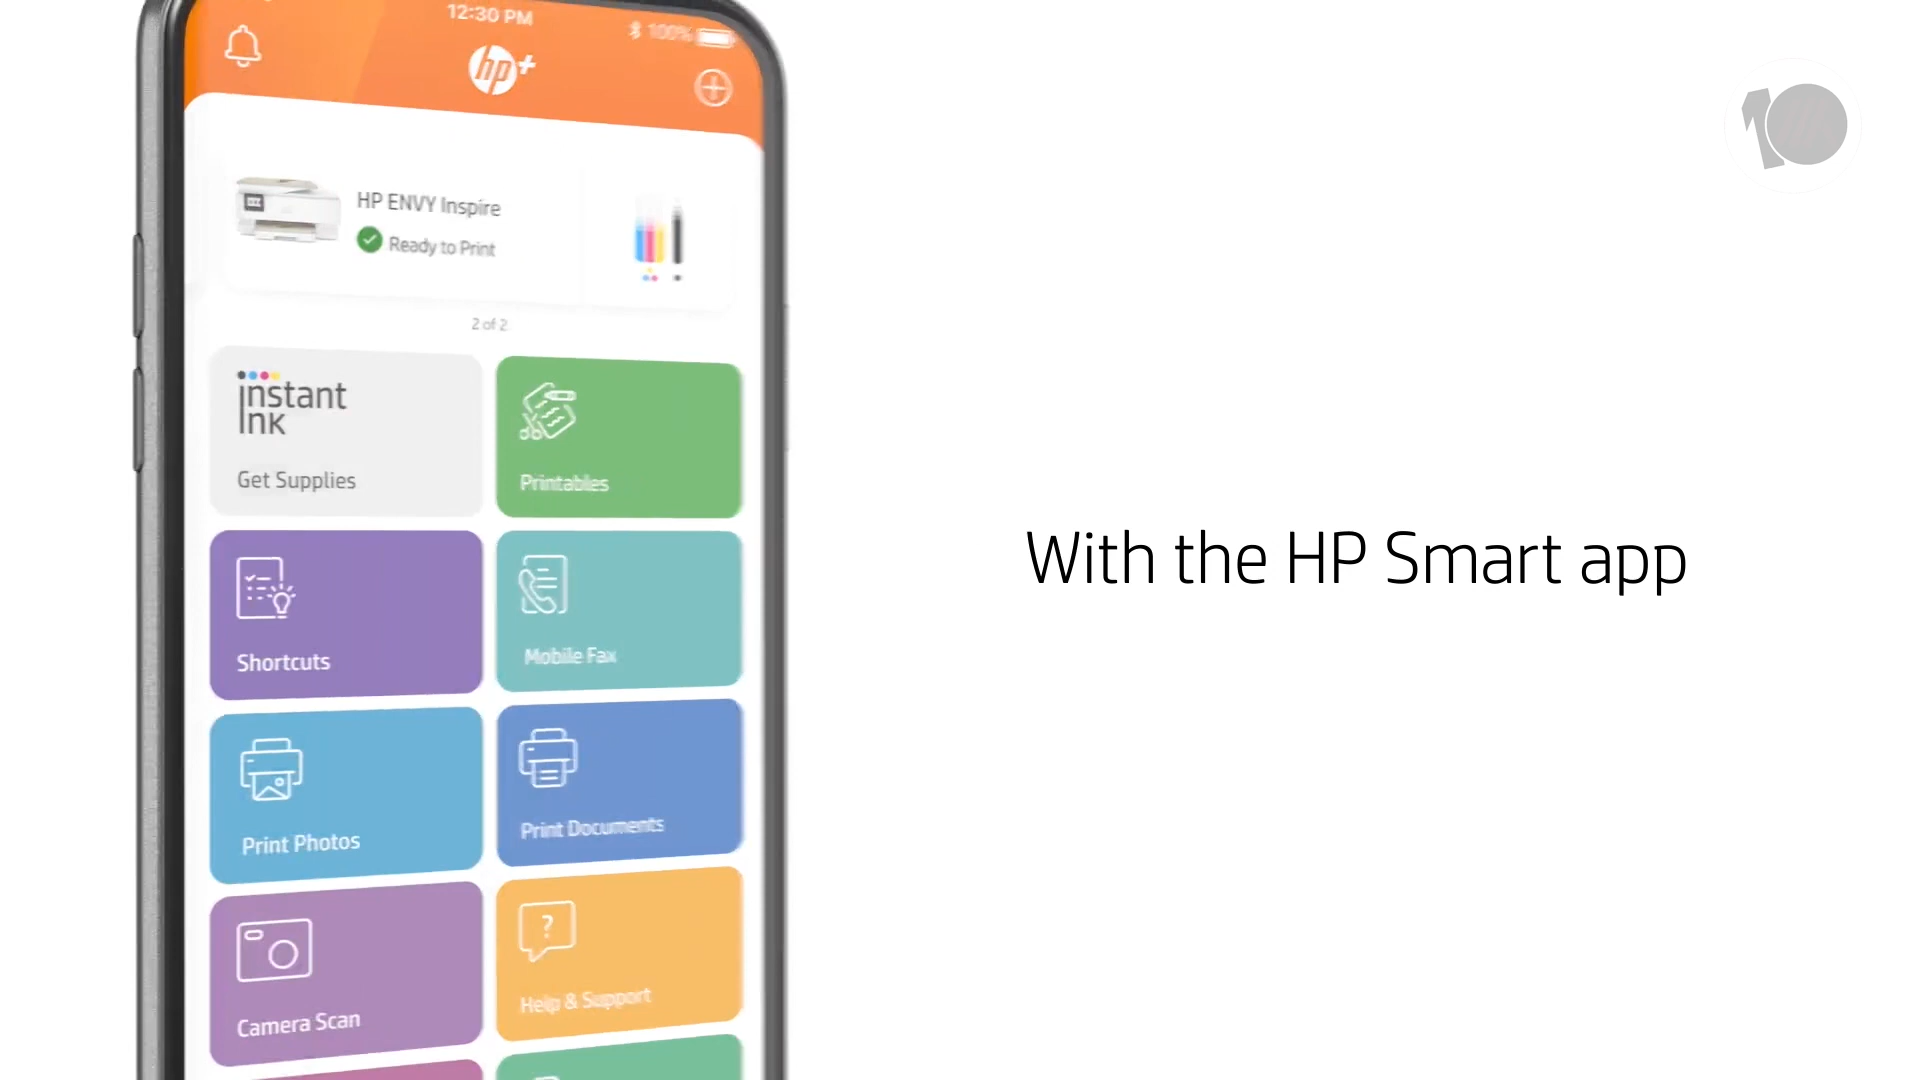 12:30 PM
100%
hp+
HP ENVY Inspire
Ready to Print
2 of 2
instant
ink
Get Supplies
Printables
Shortcuts
Mobile Fax
Print Photos
Print Documents
Camera Scan
?
Help & Support
With the HP Smart app
10